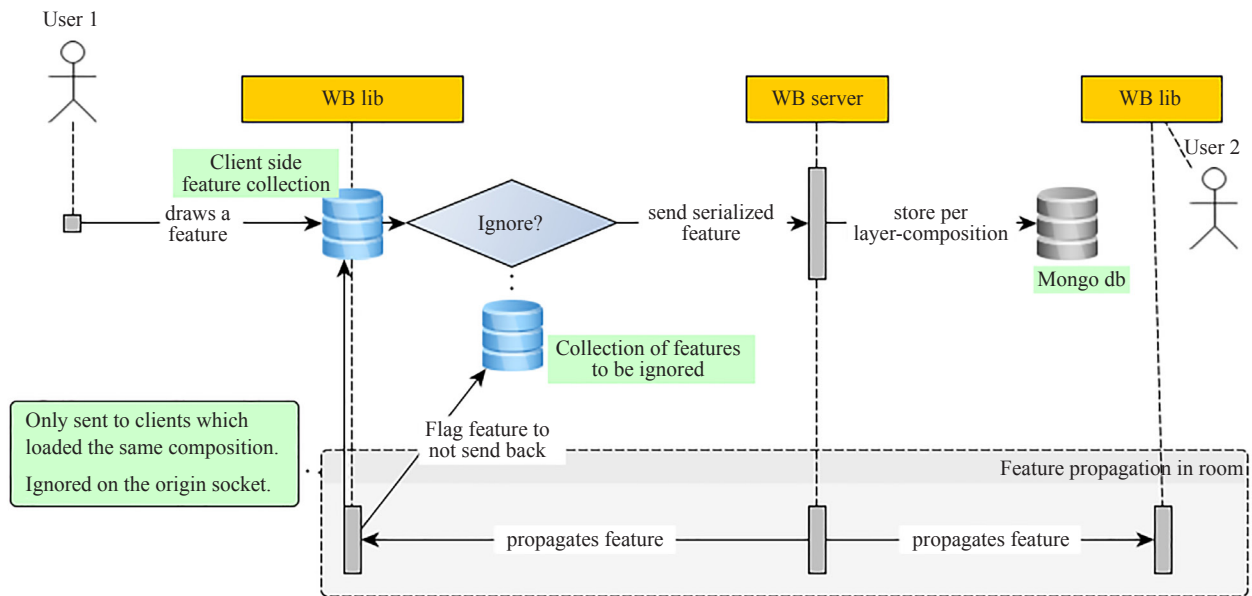 User 1
WB lib
WB server
WB lib
User 2
Client side
feature collection
draws a
feature
Ignore?
send serialized
feature
store per
layer-composition
Mongo db
Collection of features
to be ignored
Only sent to clients which
loaded the same composition.
Ignored on the origin socket.
Flag feature to
not send back
Feature propagation in room
propagates feature
propagates feature